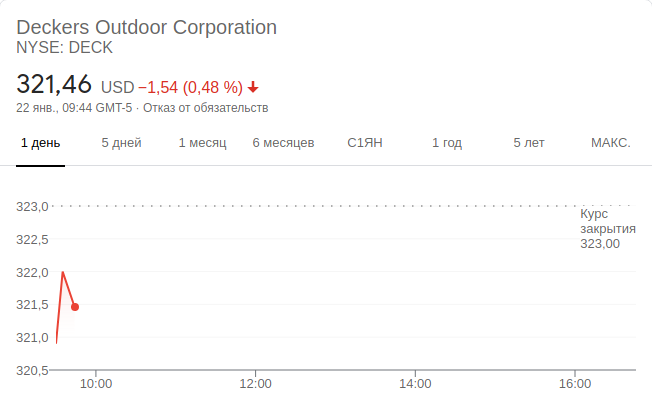 Deckers Outdoor Corporation
NYSE: DECK
321,46 USD −1,54 (0,48 %)
22 янв., 09:44 GMT-5 · Отказ от обязательств
1 день 5 дней 1 месяц 6 месяцев С1ЯН 1 год 5 лет МАКС.
323,0
Курс
закрытия
323,00
322,5
322,0
321,5
321,0
320,5
10:00 12:00 14:00 16:00